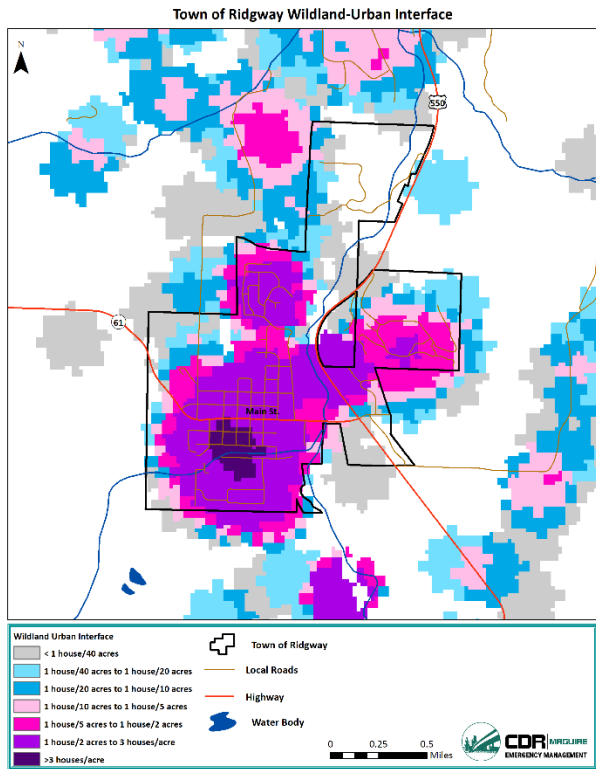 Town of Ridgway Wildland-Urban Interface
N
550
61
Main St.
Wildland Urban Interface
< 1 house/40 acres
1 house/40 acres to 1 house/20 acres
1 house/20 acres to 1 house/10 acres
1 house/10 acres to 1 house/5 acres
1 house/5 acres to 1 house/2 acres
1 house/2 acres to 3 houses/acre
>3 houses/acre
Town of Ridgway
Local Roads
Highway
Water Body
0 0.25 0.5
Miles
CDR MAGUIRE
EMERGENCY MANAGEMENT